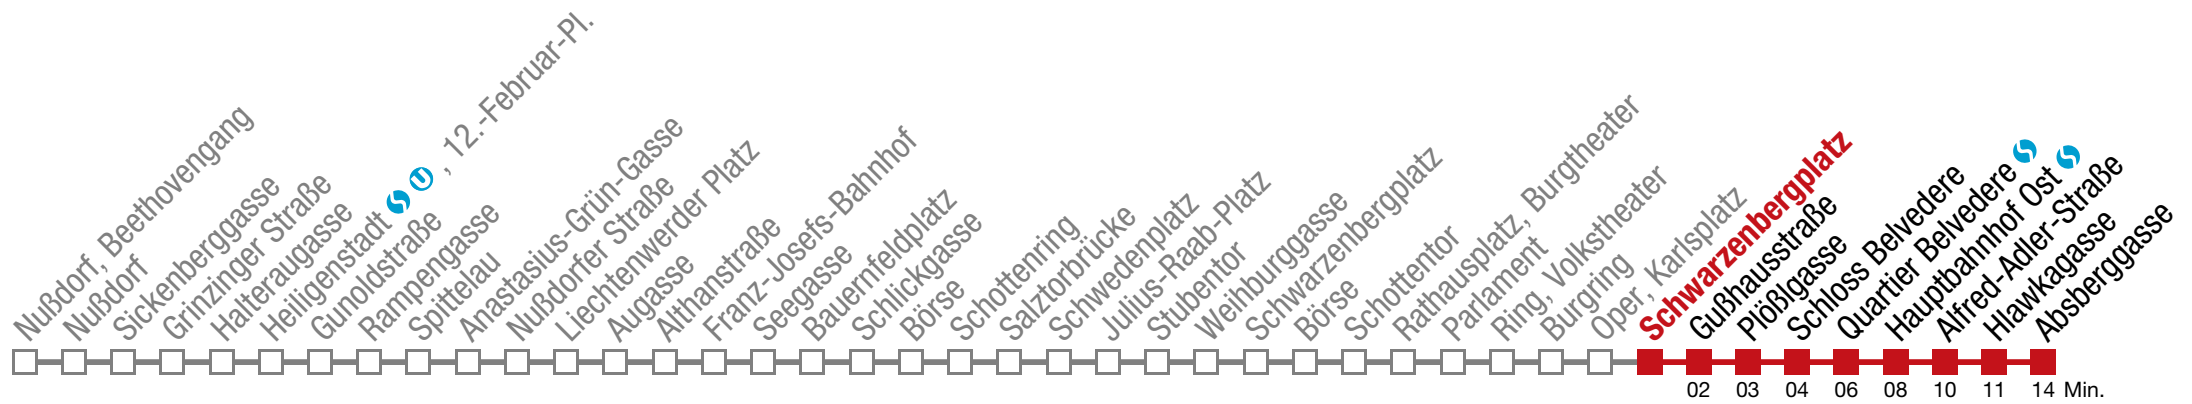 Nußdorf, Beethovengang
Nußdorf
Sickenberggasse
Grinzinger Straße
Halteraugasse
Heiligenstadt S U , 12.-Februar-Pl.
Gunoldstraße
Rampengasse
Spittelau
Anastasius-Grün-Gasse
Nußdorfer Straße
Liechtenwerder Platz
Augasse
Althanstraße
Franz-Josefs-Bahnhof
Seegasse
Bauernfeldplatz
Schlickgasse
Börse
Schottenring
Salztorbrücke
Schwedenplatz
Julius-Raab-Platz
Stubentor
Weihburggasse
Schwarzenbergplatz
Börse
Schottentor
Rathausplatz, Burgtheater
Parlament
Ring, Volkstheater
Burgring
Oper, Karlsplatz
Schwarzenbergplatz
Gußhausstraße
Plößlgasse
Schloss Belvedere
Quartier Belvedere S
Hauptbahnhof Ost S
Alfred-Adler-Straße
Hlawkagasse
Absberggasse
02 03 04 06 08 10 11 14 Min.